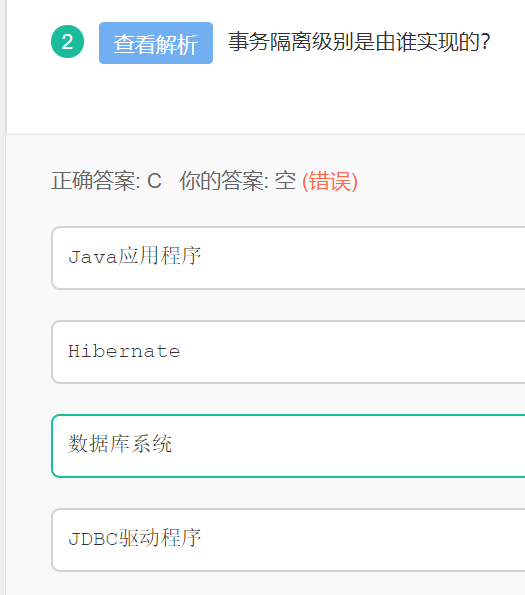 2 查看解析 事务隔离级别是由谁实现的？
正确答案: C 你的答案: 空 (错误)
Java应用程序
Hibernate
数据库系统
JDBC驱动程序